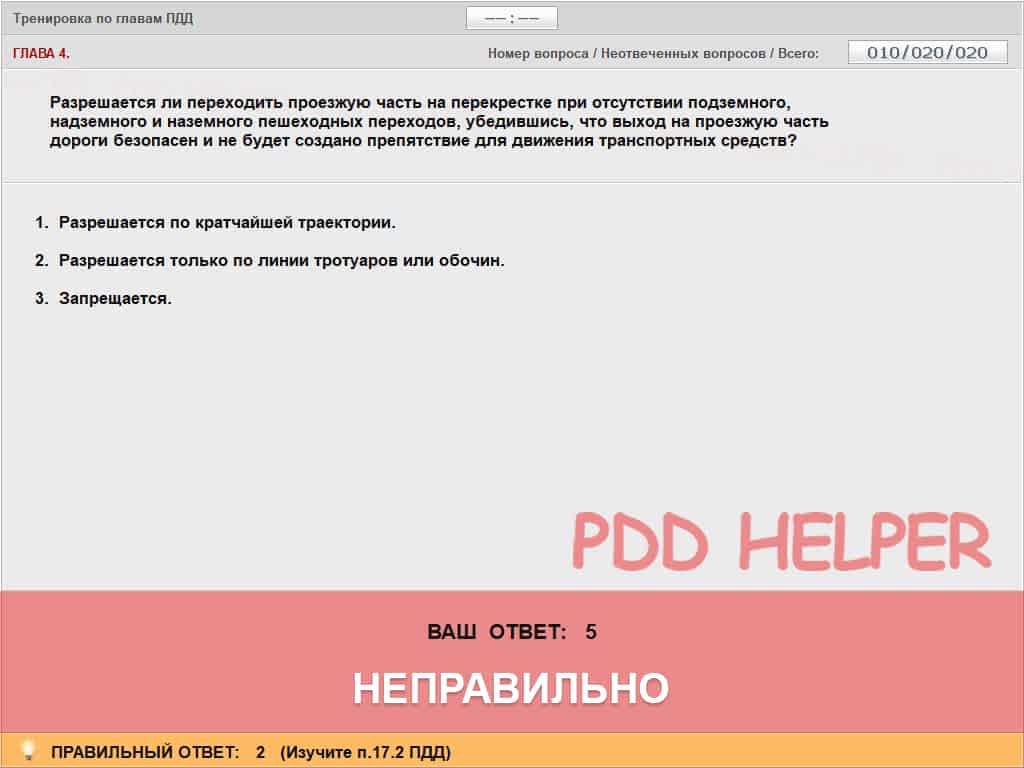 Тренировка по главам ПДД
—— : ——
ГЛАВА 4.
Номер вопроса / Неотвеченных вопросов / Всего:
010/020/020
Разрешается ли переходить проезжую часть на перекрестке при отсутствии подземного,
надземного и наземного пешеходных переходов, убедившись, что выход на проезжую часть
дороги безопасен и не будет создано препятствие для движения транспортных средств?
1. Разрешается по кратчайшей траектории.
2. Разрешается только по линии тротуаров или обочин.
3. Запрещается.
PDD HELPER
ВАШ ОТВЕТ: 5
НЕПРАВИЛЬНО
ПРАВИЛЬНЫЙ ОТВЕТ: 2 (Изучите п.17.2 ПДД)